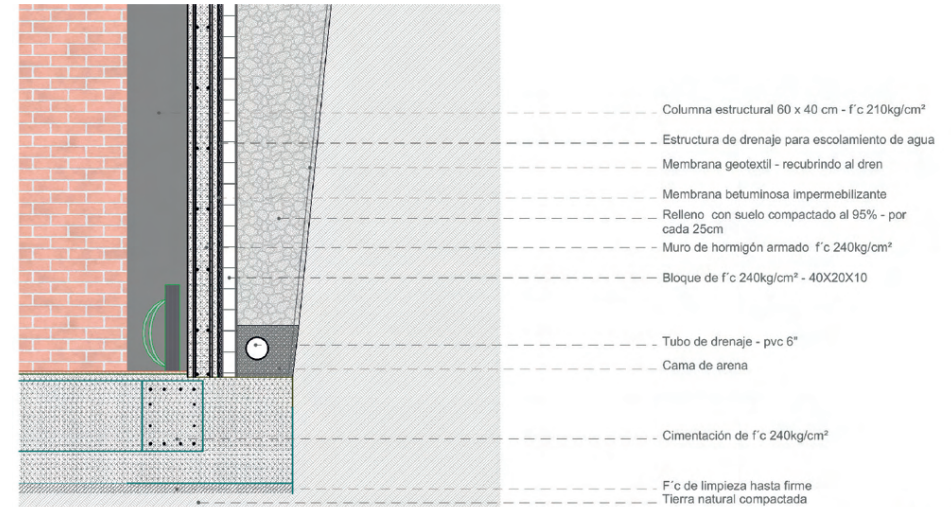 Columna estructural 60 x 40 cm - f´c 210kg/cm²
Estructura de drenaje para escolamiento de agua
Membrana geotextil - recubrindo al dren
Membrana betuminosa impermebilizante
Relleno con suelo compactado al 95% - por
cada 25cm
Muro de hormigón armado f´c 240kg/cm²
Bloque de f´c 240kg/cm² - 40X20X10
Tubo de drenaje - pvc 6"
Cama de arena
Cimentación de f´c 240kg/cm²
F´c de limpieza hasta firme
Tierra natural compactada